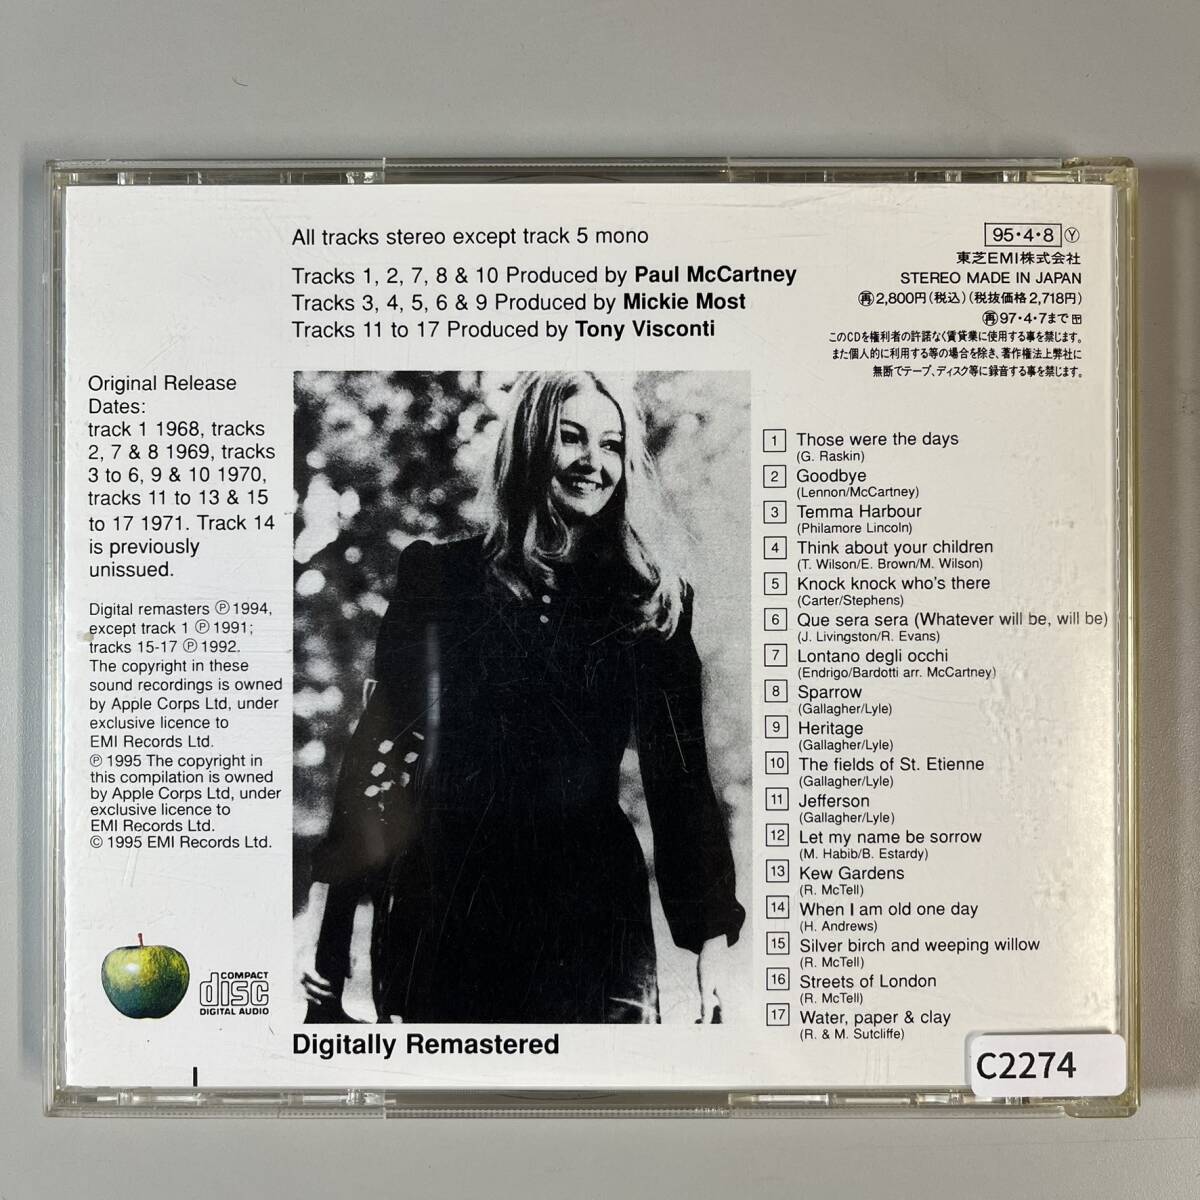 All tracks stereo except track 5 mono
Tracks 1, 2, 7, 8 & 10 Produced by Paul McCartney
Tracks 3, 4, 5, 6 & 9 Produced by Mickie Most
Tracks 11 to 17 Produced by Tony Visconti
95・4・8 Ⓨ
東芝EMI株式会社
STEREO MADE IN JAPAN
㊢2,800円(税込)(税抜価格2,718円)
㊢97・4・7まで
このCDを権利者の許諾なく賃貸業に使用する事を禁じます。
また個人的に利用する等の場合を除き、著作権法上弊社に
無断でテープ、ディスク等に録音する事を禁じます。
Original Release
Dates:
track 1 1968, tracks
2, 7 & 8 1969, tracks
3 to 6, 9 & 10 1970,
tracks 11 to 13 & 15
to 17 1971. Track 14
is previously
unissued.
Digital remasters ℗ 1994,
except track 1 ℗ 1991;
tracks 15-17 ℗ 1992.
The copyright in these
sound recordings is owned
by Apple Corps Ltd, under
exclusive licence to
EMI Records Ltd.
℗ 1995 The copyright in
this compilation is owned
by Apple Corps Ltd, under
exclusive licence to
EMI Records Ltd.
© 1995 EMI Records Ltd.
COMPACT
disc
DIGITAL AUDIO
Digitally Remastered
1 Those were the days
(G. Raskin)
2 Goodbye
(Lennon/McCartney)
3 Temma Harbour
(Philamore Lincoln)
4 Think about your children
(T. Wilson/E. Brown/M. Wilson)
5 Knock knock who's there
(Carter/Stephens)
6 Que sera sera (Whatever will be, will be)
(J. Livingston/R. Evans)
7 Lontano degli occhi
(Endrigo/Bardotti arr. McCartney)
8 Sparrow
(Gallagher/Lyle)
9 Heritage
(Gallagher/Lyle)
10 The fields of St. Etienne
(Gallagher/Lyle)
11 Jefferson
(Gallagher/Lyle)
12 Let my name be sorrow
(M. Habib/B. Estardy)
13 Kew Gardens
(R. McTell)
14 When I am old one day
(H. Andrews)
15 Silver birch and weeping willow
(R. McTell)
16 Streets of London
(R. McTell)
17 Water, paper & clay
(R. & M. Sutcliffe)
C2274